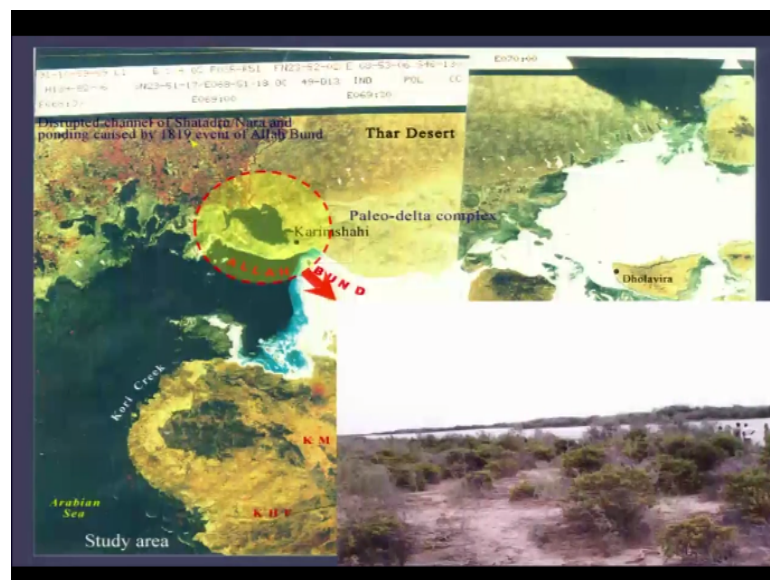 E070:00
E069:00
E069:30
Disrupted channel of Shatadru/Nara and
ponding caused by 1819 event of Allah Bund
Thar Desert
Paleo-delta complex
Karimshahi
ALLAH BUND
Dholavira
Kori Creek
K M
K H F
Arabian
Sea
Study area